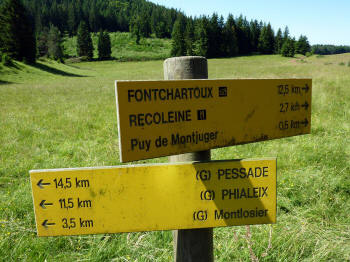 FONTCHARTOUX 12,5 km →
RECOLEINE 2,7 km →
Puy de Montjuger 0,5 km →
← 14,5 km (G) PESSADE
← 11,5 km (G) PHIALEIX
← 3,5 km (G) Montlosier